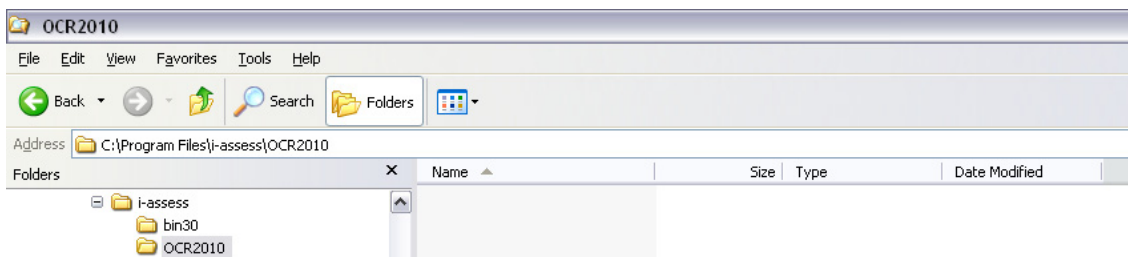 OCR2010
File Edit View Favorites Tools Help
Back Search Folders
Address C:\Program Files\i-assess\OCR2010
Folders x Name Size Type Date Modified
i-assess
bin30
OCR2010